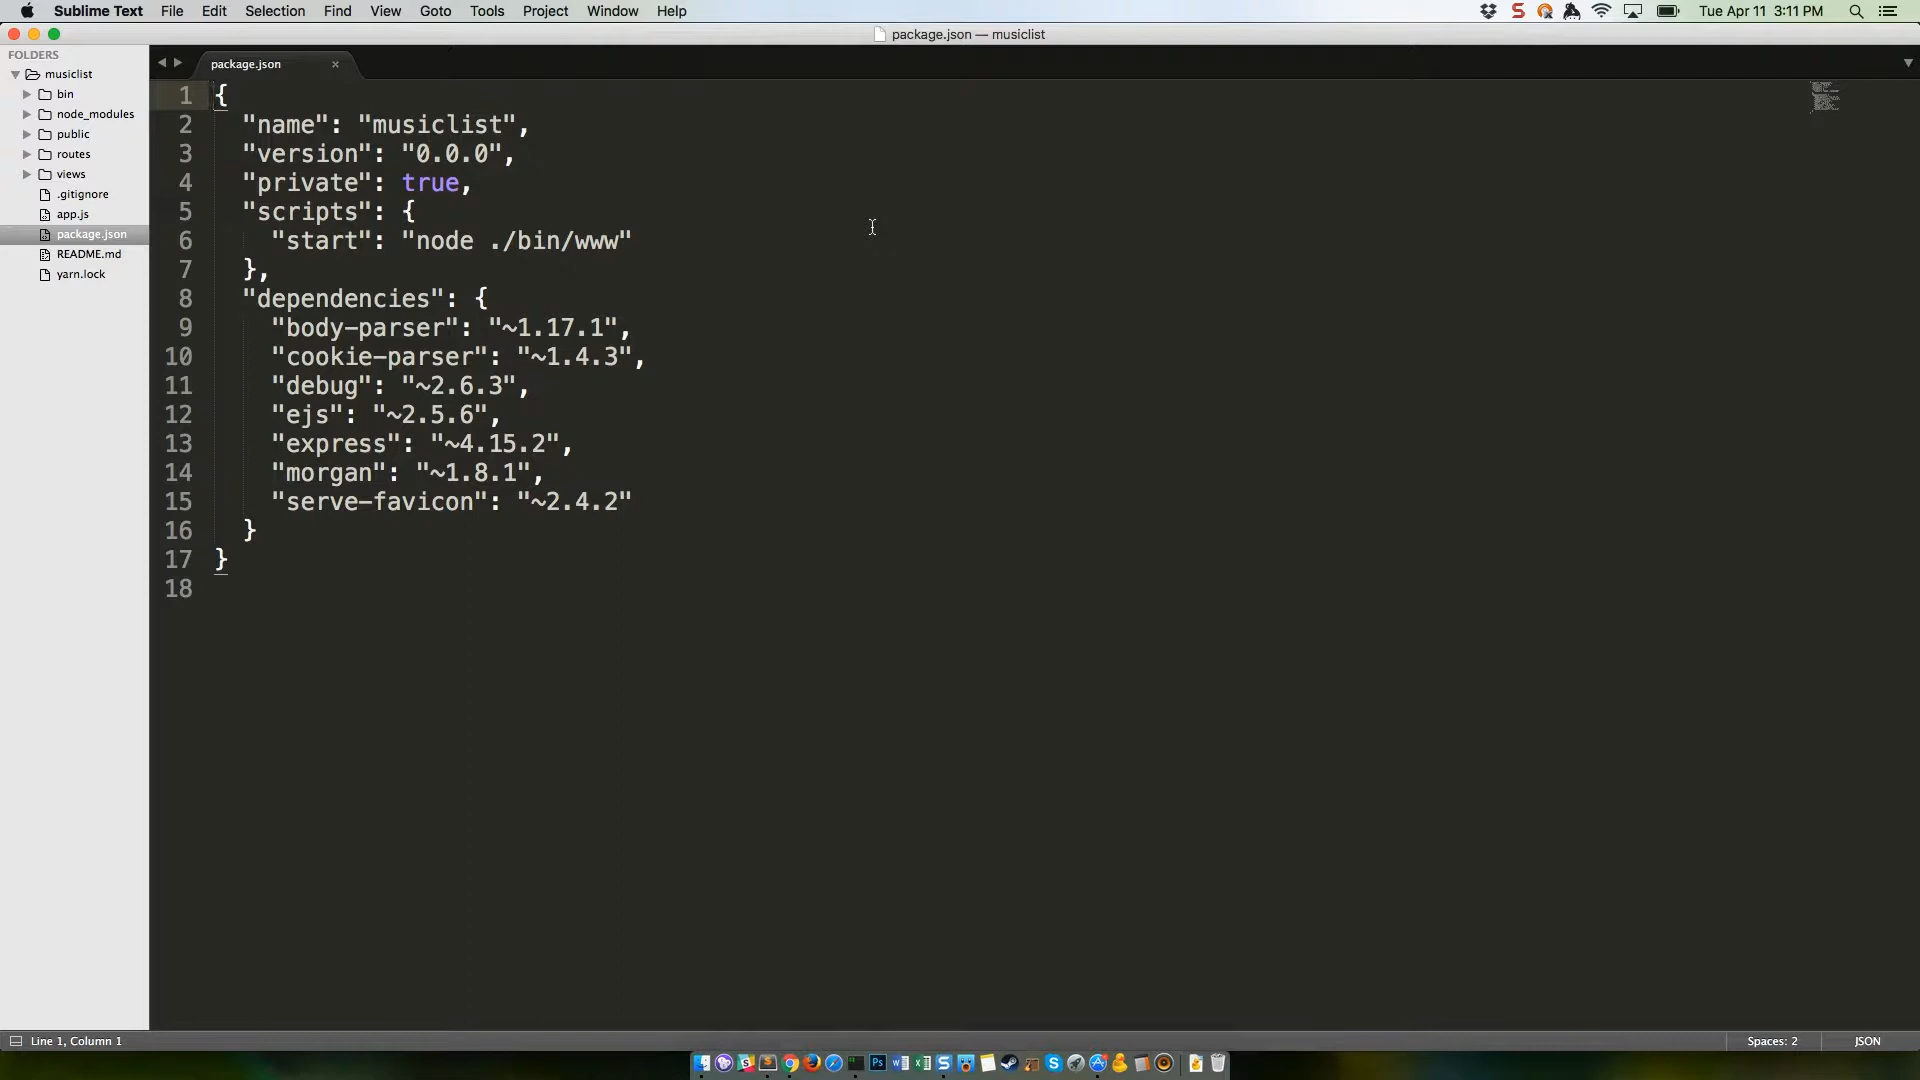 Sublime Text File Edit Selection Find View Goto Tools Project Window Help Tue Apr 11 3:11 PM
package.json — musiclist
FOLDERS
musiclist
bin
node_modules
public
routes
views
.gitignore
app.js
package.json
README.md
yarn.lock
package.json ×
1 {
2 "name": "musiclist",
3 "version": "0.0.0",
4 "private": true,
5 "scripts": {
6 "start": "node ./bin/www"
7 },
8 "dependencies": {
9 "body-parser": "~1.17.1",
10 "cookie-parser": "~1.4.3",
11 "debug": "~2.6.3",
12 "ejs": "~2.5.6",
13 "express": "~4.15.2",
14 "morgan": "~1.8.1",
15 "serve-favicon": "~2.4.2"
16 }
17 }
18
Line 1, Column 1 Spaces: 2 JSON